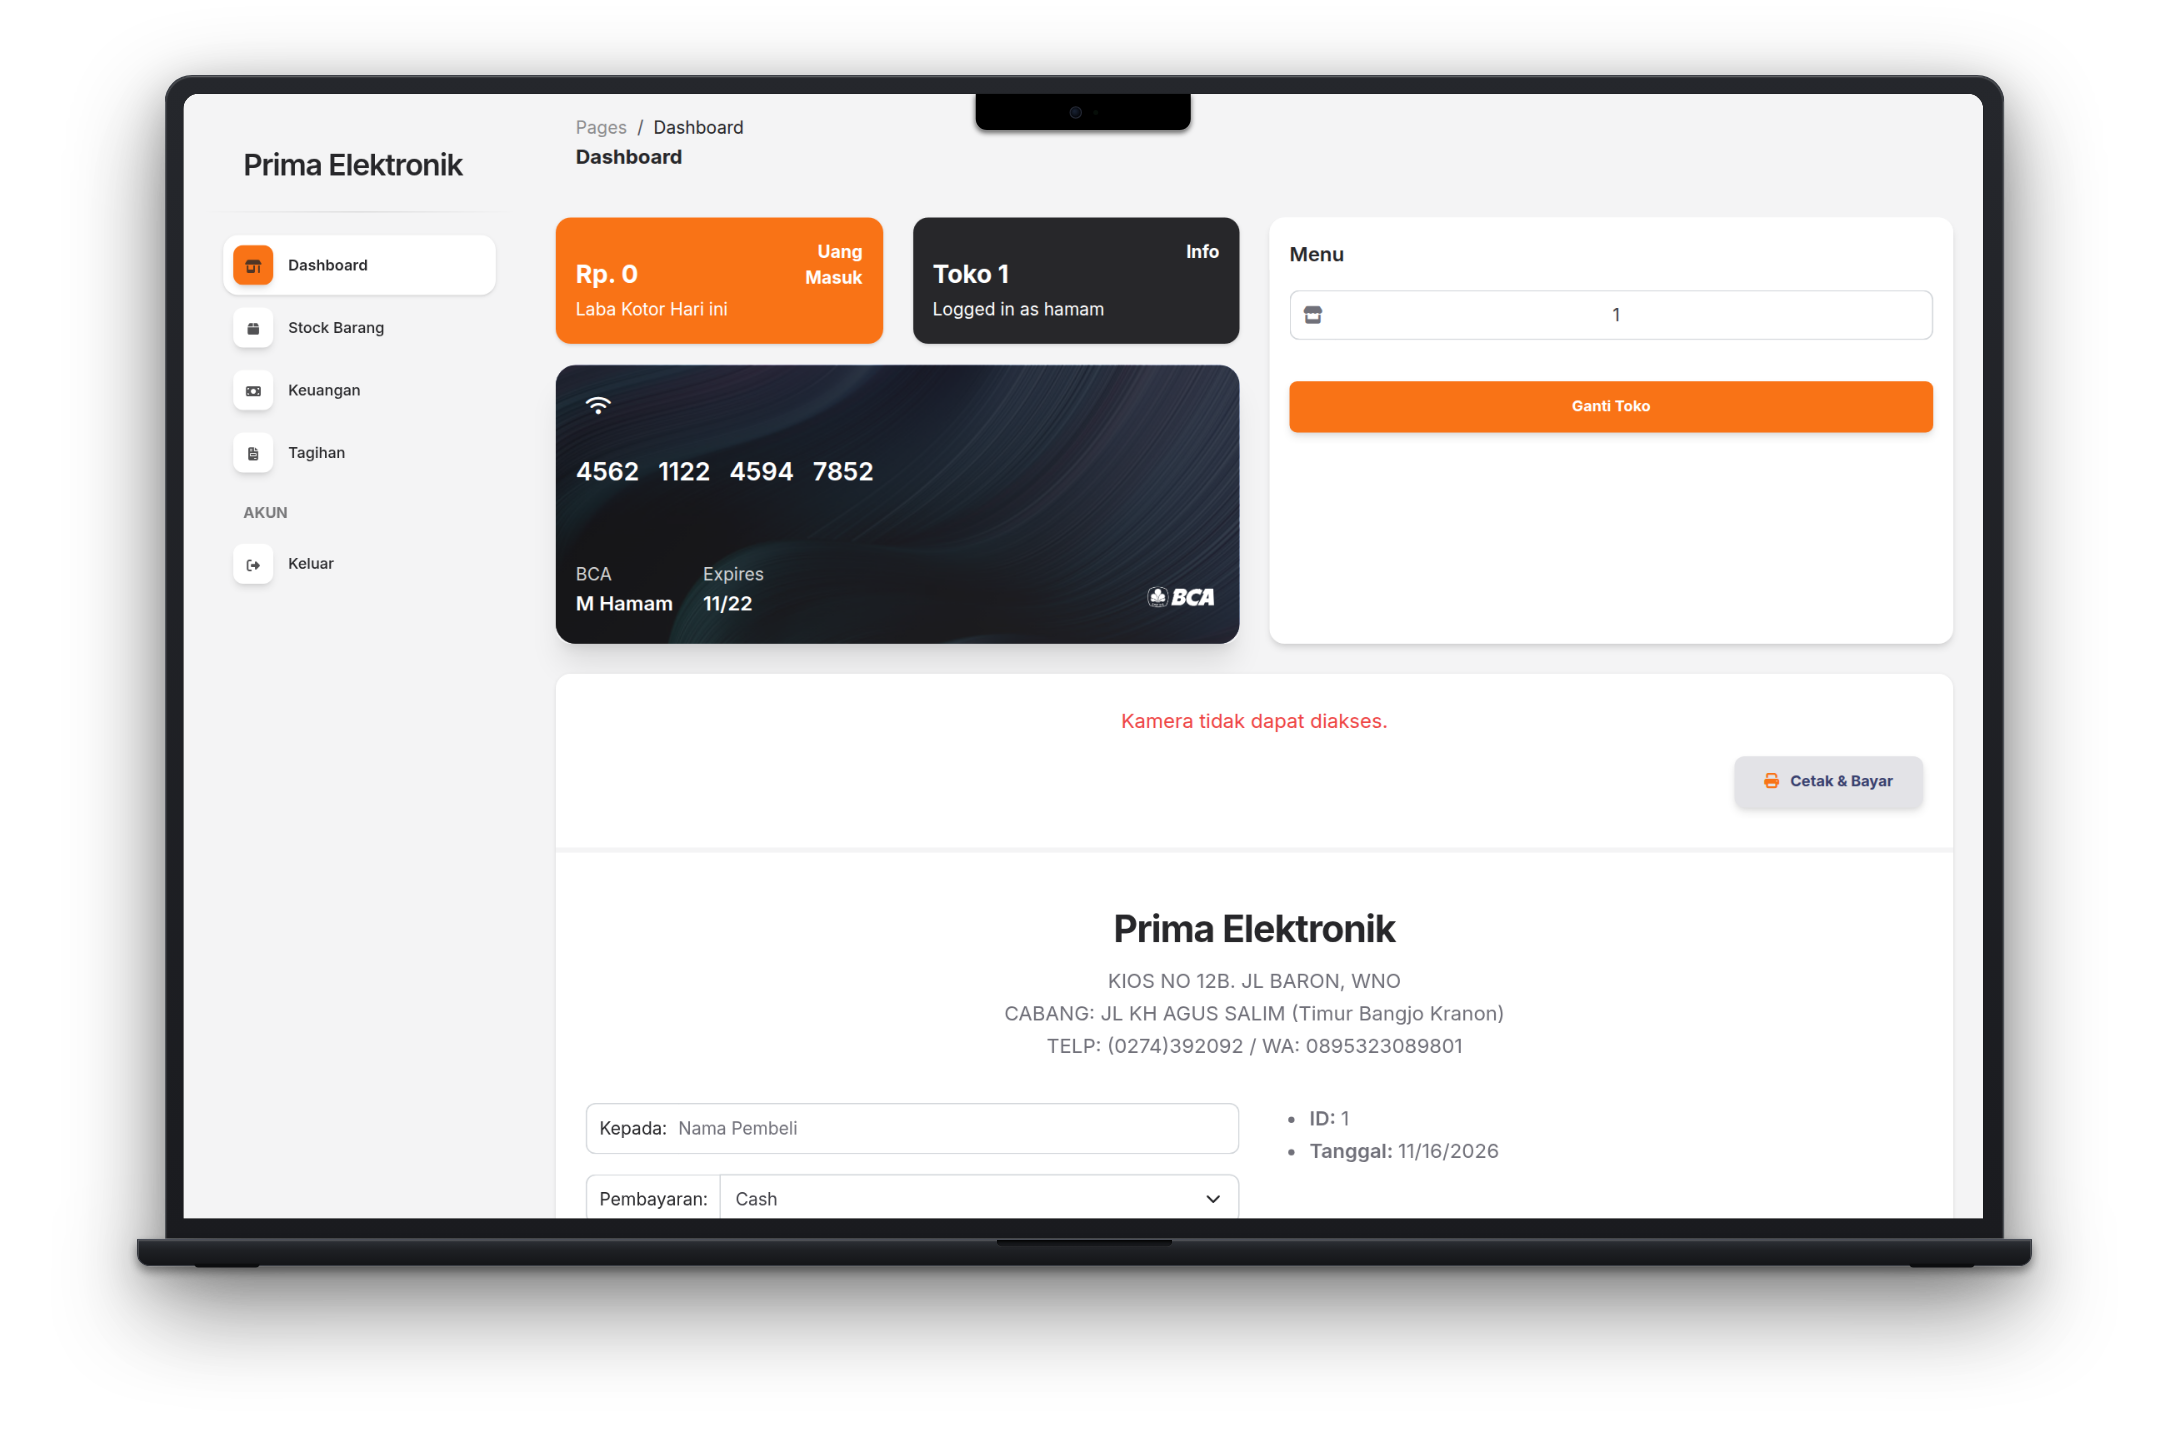 Prima Elektronik
Dashboard
Stock Barang
Keuangan
Tagihan
AKUN
Keluar
Pages / Dashboard
Dashboard
Rp. 0
Laba Kotor Hari ini
Uang
Masuk
Toko 1
Logged in as hamam
Info
4562 1122 4594 7852
BCA
M Hamam
Expires
11/22
BCA
Menu
1
Ganti Toko
Kamera tidak dapat diakses.
Cetak & Bayar
Prima Elektronik
KIOS NO 12B. JL BARON, WNO
CABANG: JL KH AGUS SALIM (Timur Bangjo Kranon)
TELP: (0274)392092 / WA: 0895323089801
Kepada: Nama Pembeli
Pembayaran: Cash
• ID: 1
• Tanggal: 11/16/2026